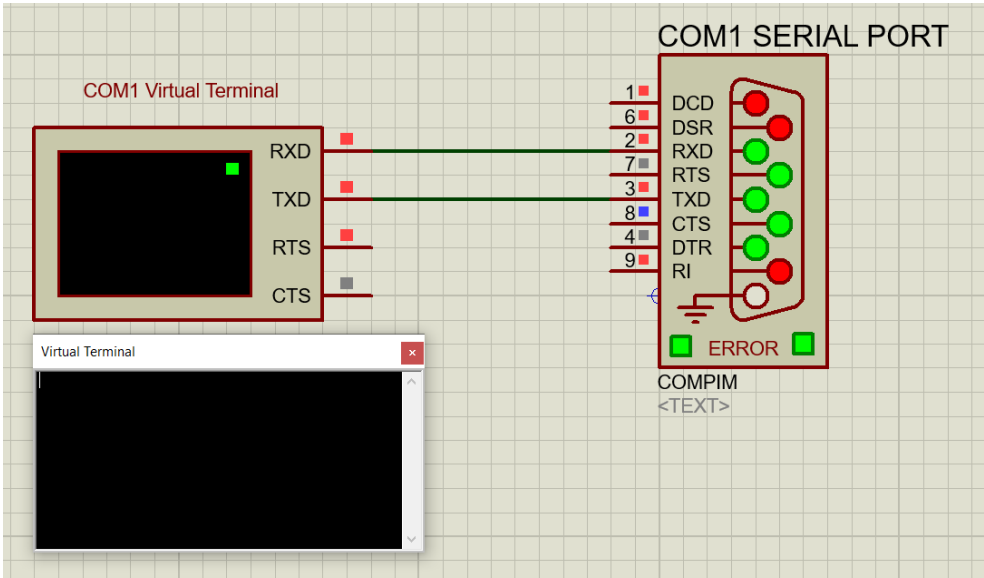 COM1 SERIAL PORT
COM1 Virtual Terminal
RXD
TXD
RTS
CTS
1 DCD
6 DSR
2 RXD
7 RTS
3 TXD
8 CTS
4 DTR
9 RI
ERROR
COMPIM
<TEXT>
Virtual Terminal